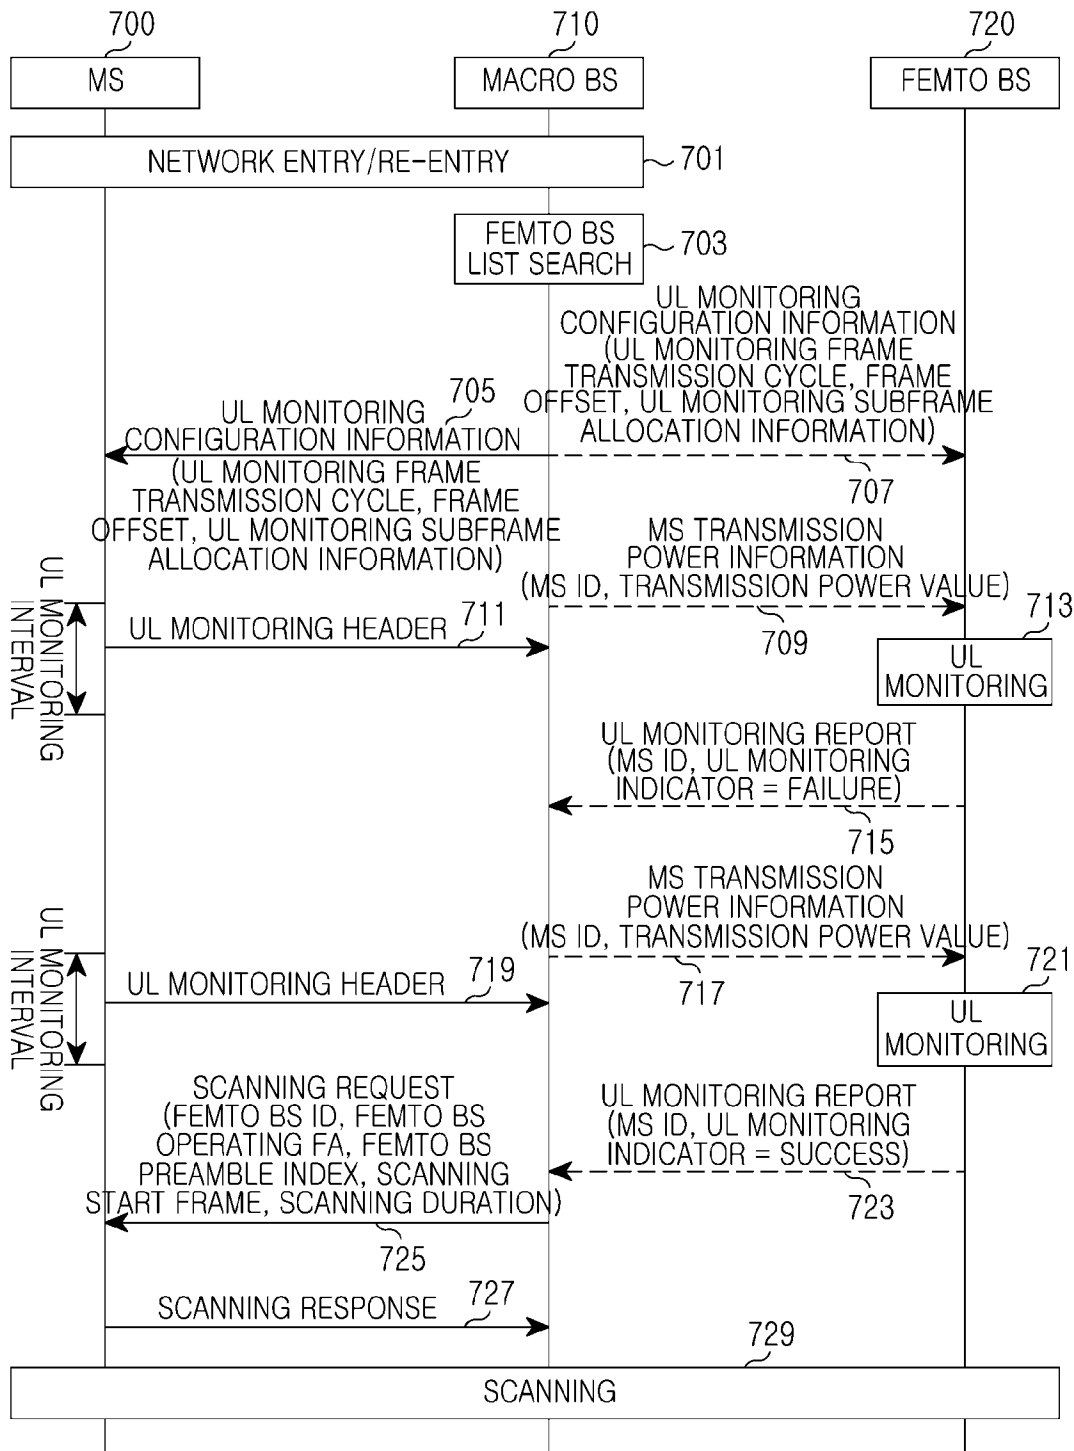 700
710
720
MS
MACRO BS
FEMTO BS
NETWORK ENTRY/RE-ENTRY
701
FEMTO BS
LIST SEARCH
703
UL MONITORING
CONFIGURATION INFORMATION
(UL MONITORING FRAME
TRANSMISSION CYCLE, FRAME
OFFSET, UL MONITORING SUBFRAME
ALLOCATION INFORMATION)
707
705
UL MONITORING
CONFIGURATION INFORMATION
(UL MONITORING FRAME
TRANSMISSION CYCLE, FRAME
OFFSET, UL MONITORING SUBFRAME
ALLOCATION INFORMATION)
MS TRANSMISSION
POWER INFORMATION
(MS ID, TRANSMISSION POWER VALUE)
709
UL MONITORING
INTERVAL
UL MONITORING HEADER
711
713
UL
MONITORING
UL MONITORING REPORT
(MS ID, UL MONITORING
INDICATOR = FAILURE)
715
MS TRANSMISSION
POWER INFORMATION
(MS ID, TRANSMISSION POWER VALUE)
717
UL MONITORING
INTERVAL
UL MONITORING HEADER
719
721
UL
MONITORING
SCANNING REQUEST
(FEMTO BS ID, FEMTO BS
OPERATING FA, FEMTO BS
PREAMBLE INDEX, SCANNING
START FRAME, SCANNING DURATION)
725
UL MONITORING REPORT
(MS ID, UL MONITORING
INDICATOR = SUCCESS)
723
SCANNING RESPONSE
727
729
SCANNING